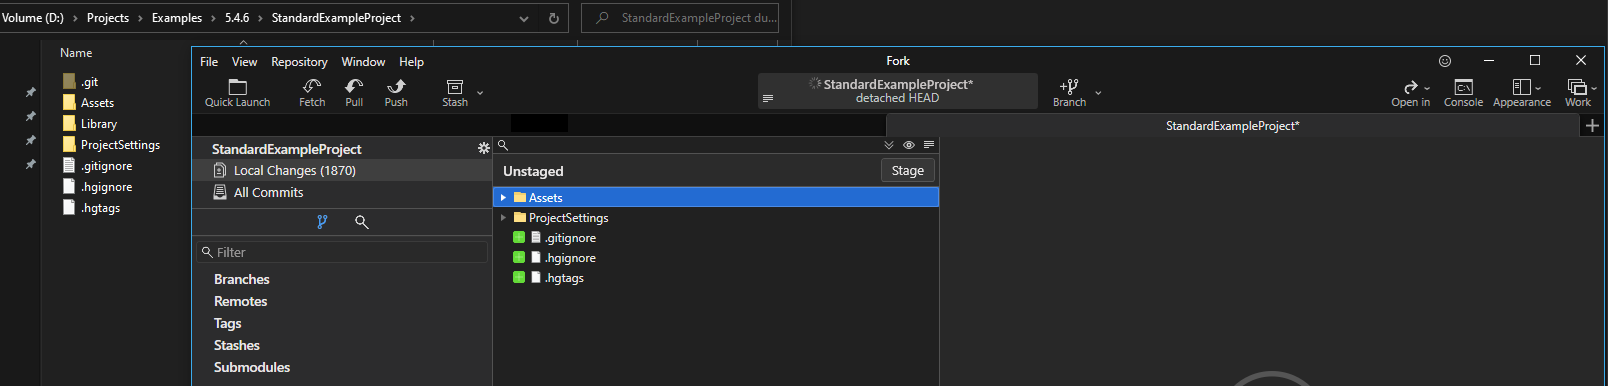 Volume (D:) > Projects > Examples > 5.4.6 > StandardExampleProject >
StandardExampleProject du...
Name
.git
Assets
Library
ProjectSettings
.gitignore
.hgignore
.hgtags
File View Repository Window Help
Fork
Quick Launch
Fetch
Pull
Push
Stash
StandardExampleProject*
detached HEAD
Branch
Open in
C:\
Console
Appearance
Work
StandardExampleProject*
StandardExampleProject
Local Changes (1870)
All Commits
Filter
Branches
Remotes
Tags
Stashes
Submodules
Unstaged
Stage
Assets
ProjectSettings
.gitignore
.hgignore
.hgtags